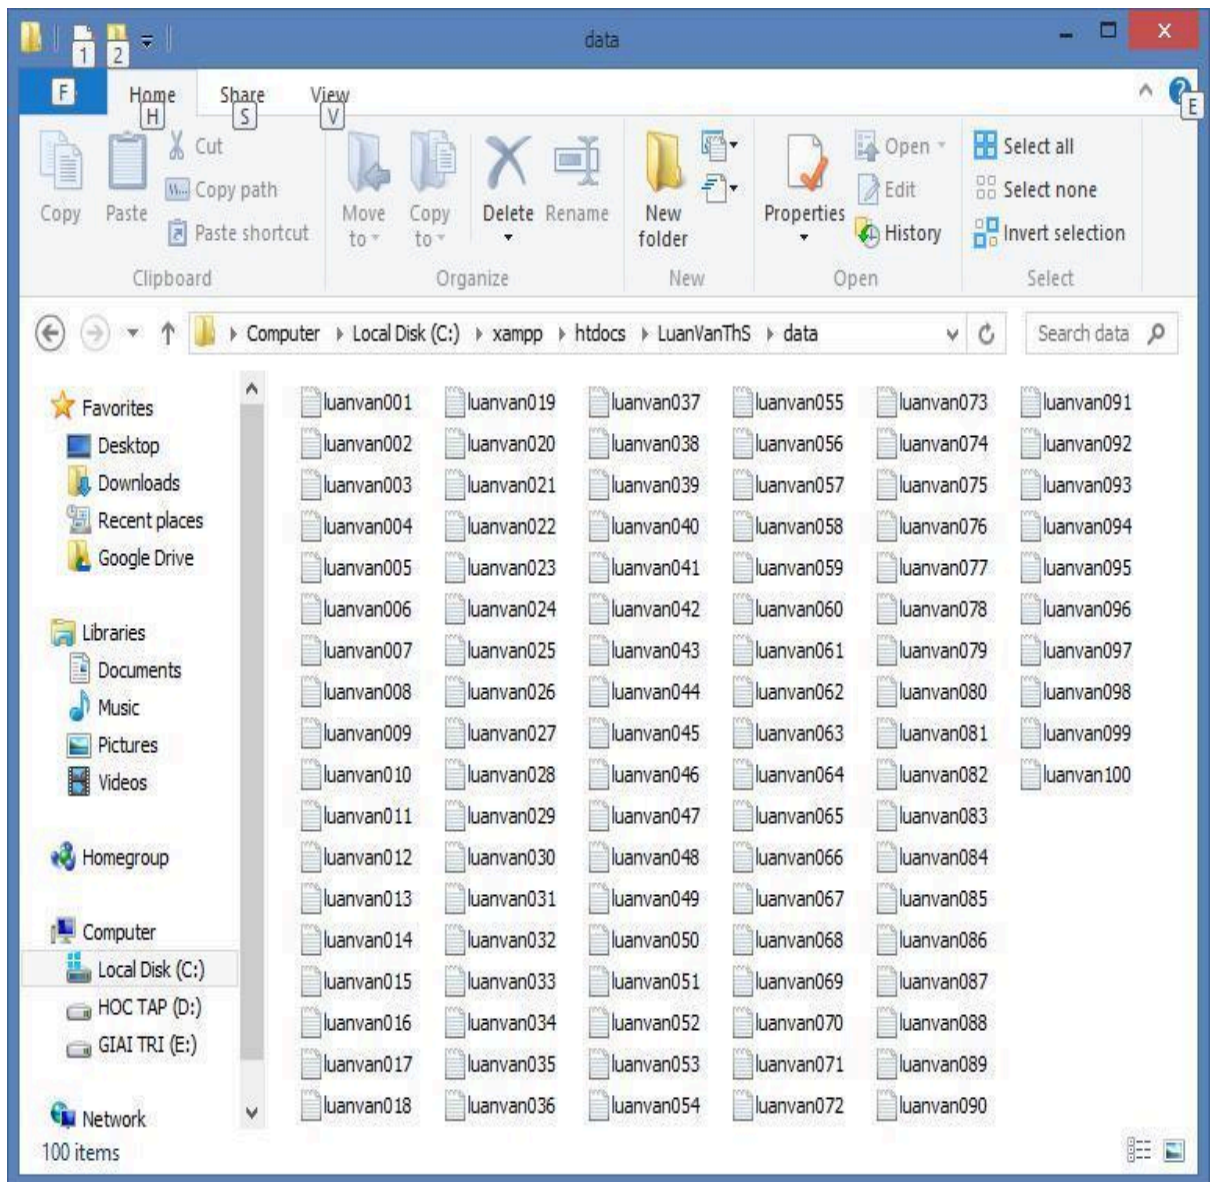 data
1 2
F Home Share View
H S V E
Copy Paste Cut Copy path Paste shortcut Move to Copy to Delete Rename New folder Properties Open Edit History Select all Select none Invert selection
Clipboard Organize New Open Select
Computer Local Disk (C:) xampp htdocs LuanVanThS data Search data
Favorites
Desktop
Downloads
Recent places
Google Drive
Libraries
Documents
Music
Pictures
Videos
Homegroup
Computer
Local Disk (C:)
HOC TAP (D:)
GIAI TRI (E:)
Network
luanvan001 luanvan019 luanvan037 luanvan055 luanvan073 luanvan091
luanvan002 luanvan020 luanvan038 luanvan056 luanvan074 luanvan092
luanvan003 luanvan021 luanvan039 luanvan057 luanvan075 luanvan093
luanvan004 luanvan022 luanvan040 luanvan058 luanvan076 luanvan094
luanvan005 luanvan023 luanvan041 luanvan059 luanvan077 luanvan095
luanvan006 luanvan024 luanvan042 luanvan060 luanvan078 luanvan096
luanvan007 luanvan025 luanvan043 luanvan061 luanvan079 luanvan097
luanvan008 luanvan026 luanvan044 luanvan062 luanvan080 luanvan098
luanvan009 luanvan027 luanvan045 luanvan063 luanvan081 luanvan099
luanvan010 luanvan028 luanvan046 luanvan064 luanvan082 luanvan100
luanvan011 luanvan029 luanvan047 luanvan065 luanvan083
luanvan012 luanvan030 luanvan048 luanvan066 luanvan084
luanvan013 luanvan031 luanvan049 luanvan067 luanvan085
luanvan014 luanvan032 luanvan050 luanvan068 luanvan086
luanvan015 luanvan033 luanvan051 luanvan069 luanvan087
luanvan016 luanvan034 luanvan052 luanvan070 luanvan088
luanvan017 luanvan035 luanvan053 luanvan071 luanvan089
luanvan018 luanvan036 luanvan054 luanvan072 luanvan090
100 items